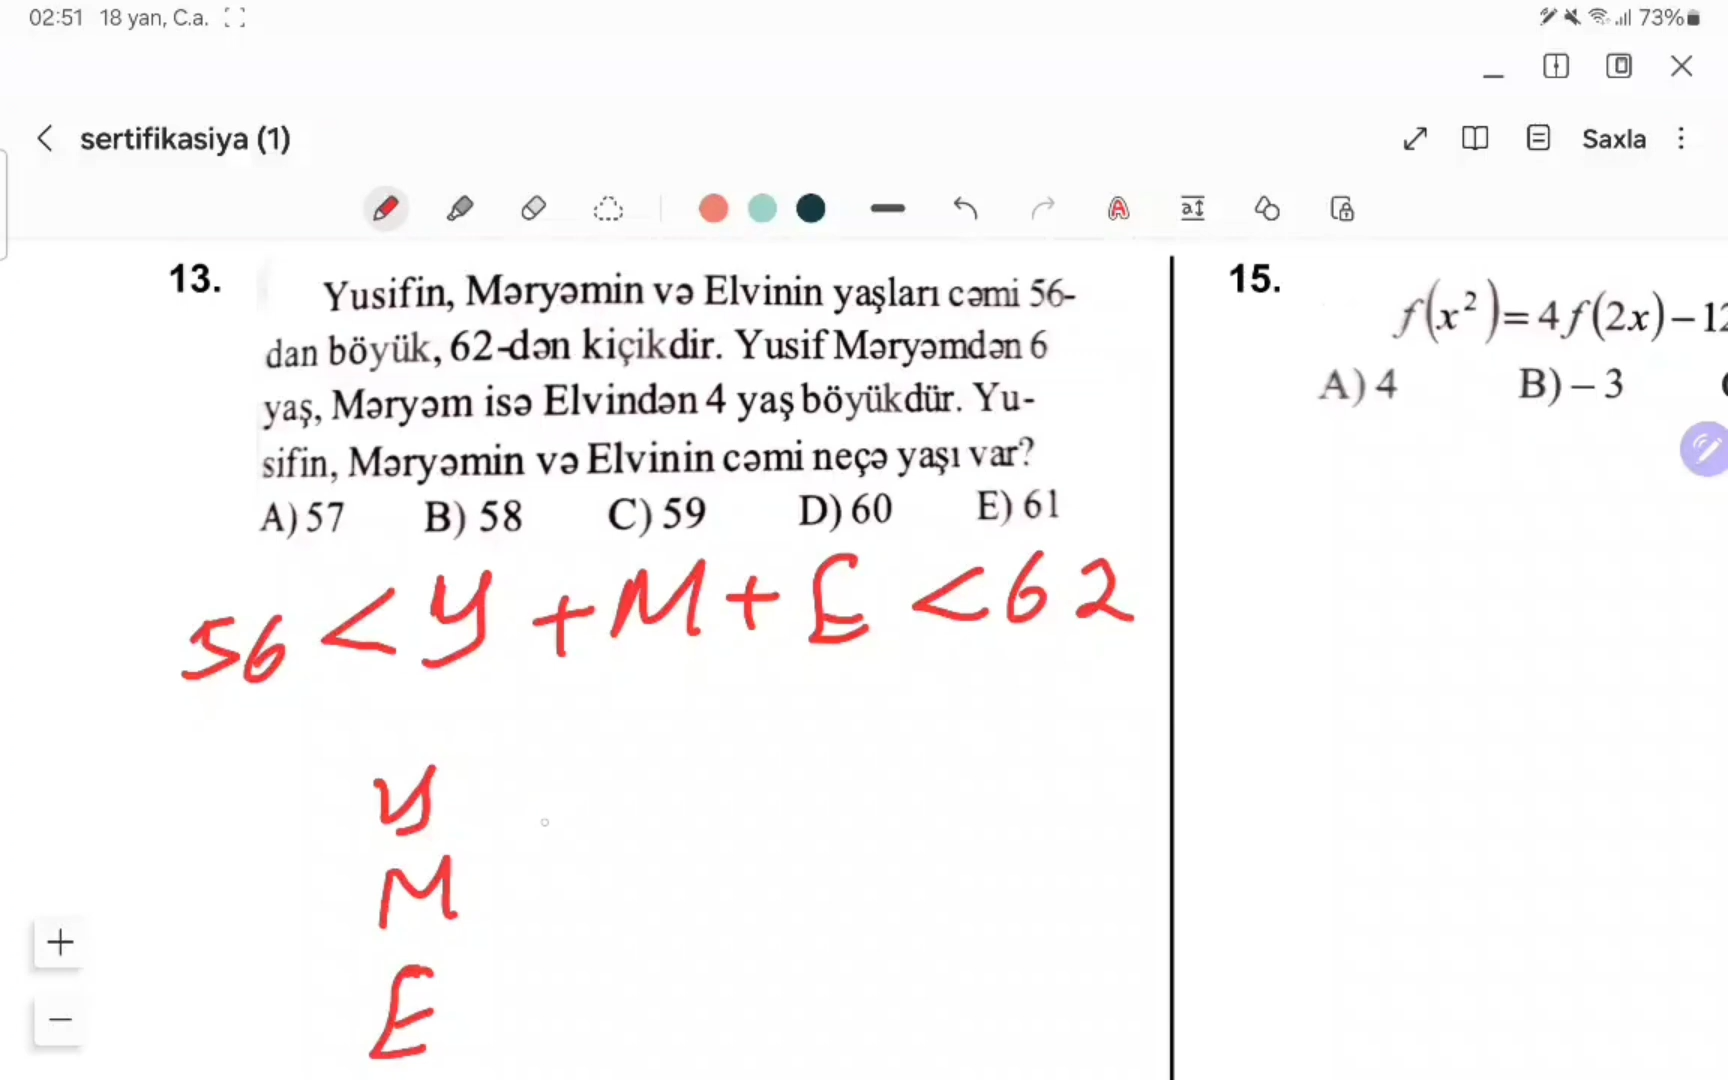 02:51 18 yan, C.a. 73%
sertifikasiya (1) Saxla
13. Yusifin, Məryəmin və Elvinin yaşları cəmi 56-
dan böyük, 62-dən kiçikdir. Yusif Məryəmdən 6
yaş, Məryəm isə Elvindən 4 yaş böyükdür. Yu-
sifin, Məryəmin və Elvinin cəmi neçə yaşı var?
A) 57 B) 58 C) 59 D) 60 E) 61
56 < Y + M + E < 62
Y
M
E
15. f(x²)=4f(2x)–12
A) 4 B) – 3